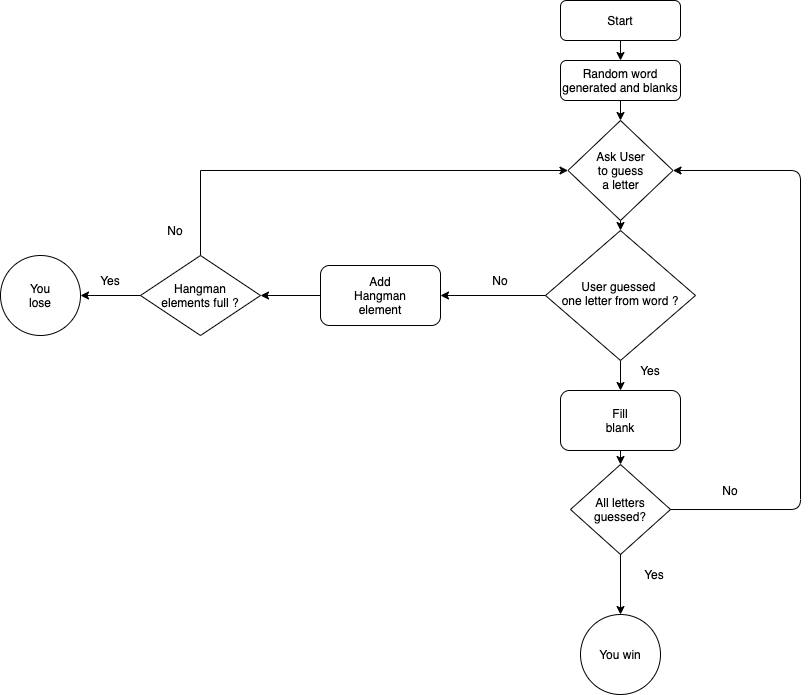 Start
Random word
generated and blanks
Ask User
to guess
a letter
No
You
lose
Yes
Hangman
elements full ?
Add
Hangman
element
No
User guessed
one letter from word ?
Yes
Fill
blank
All letters
guessed?
No
Yes
You win